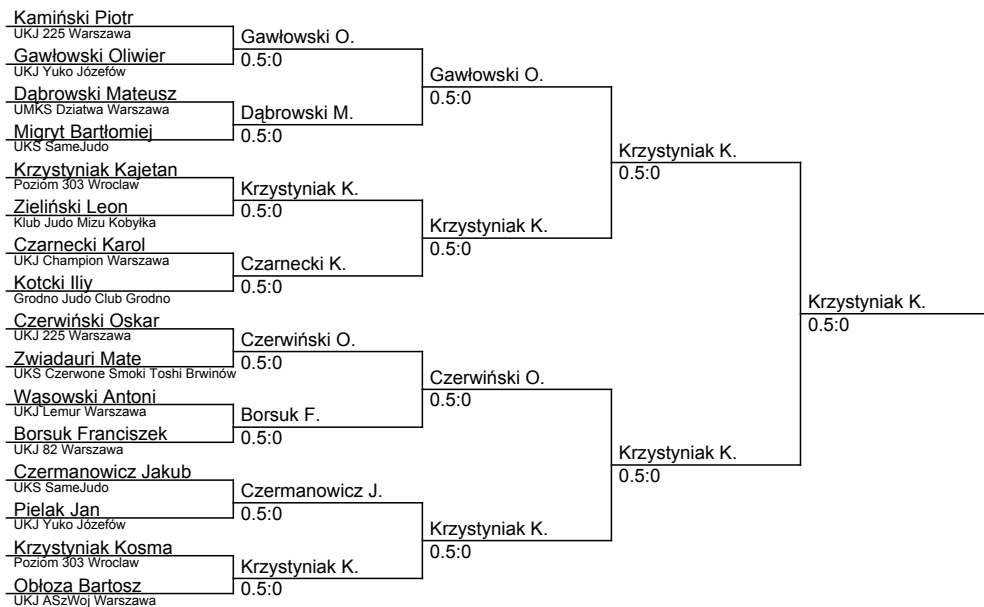 Kamiński Piotr
UKJ 225 Warszawa
Gawłowski Oliwier
UKJ Yuko Józefów
Dąbrowski Mateusz
UMKS Dziatwa Warszawa
Migryt Bartłomiej
UKS SameJudo
Krzystyniak Kajetan
Poziom 303 Wroclaw
Zieliński Leon
Klub Judo Mizu Kobyłka
Czarnecki Karol
UKJ Champion Warszawa
Kotcki Iliy
Grodno Judo Club Grodno
Czerwiński Oskar
UKJ 225 Warszawa
Zwiadauri Mate
UKS Czerwone Smoki Toshi Brwinów
Wąsowski Antoni
UKJ Lemur Warszawa
Borsuk Franciszek
UKJ 82 Warszawa
Czermanowicz Jakub
UKS SameJudo
Pielak Jan
UKJ Yuko Józefów
Krzystyniak Kosma
Poziom 303 Wroclaw
Obłoza Bartosz
UKJ ASzWoj Warszawa
Gawłowski O.
0.5:0
Dąbrowski M.
0.5:0
Krzystyniak K.
0.5:0
Czarnecki K.
0.5:0
Czerwiński O.
0.5:0
Borsuk F.
0.5:0
Czermanowicz J.
0.5:0
Krzystyniak K.
0.5:0
Gawłowski O.
0.5:0
Krzystyniak K.
0.5:0
Czerwiński O.
0.5:0
Krzystyniak K.
0.5:0
Krzystyniak K.
0.5:0
Krzystyniak K.
0.5:0
Krzystyniak K.
0.5:0